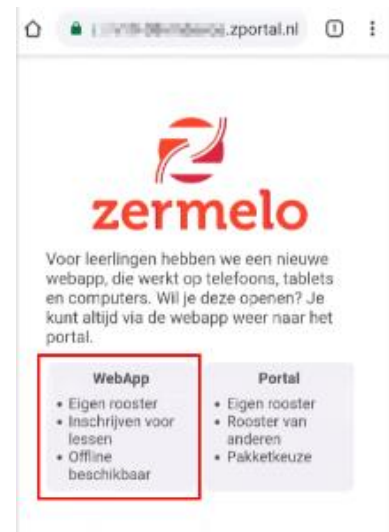 .zportal.nl
1
zermelo
Voor leerlingen hebben we een nieuwe
webapp, die werkt op telefoons, tablets
en computers. Wil je deze openen? Je
kunt altijd via de webapp weer naar het
portal.
WebApp
• Eigen rooster
• Inschrijven voor
lessen
• Offline
beschikbaar
Portal
• Eigen rooster
• Rooster van
anderen
• Pakketkeuze